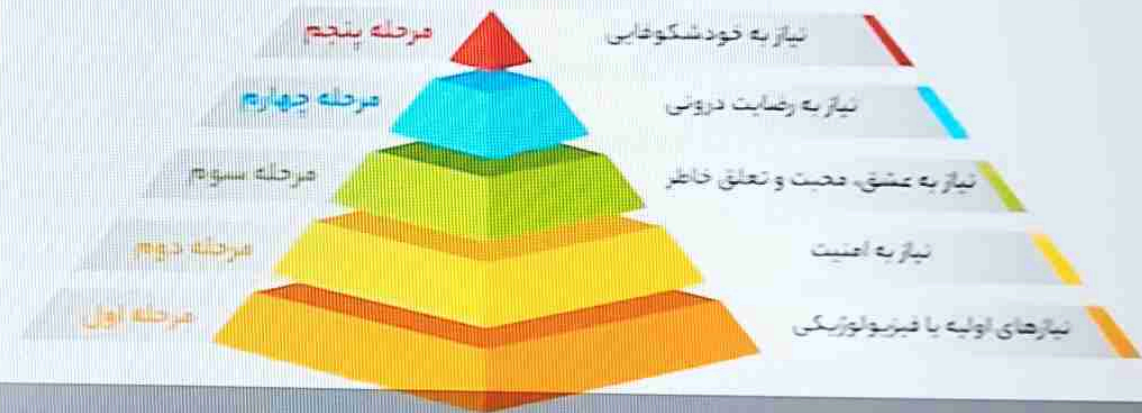 نیاز به خودشکوفایی
مرحله پنجم
نیاز به رضایت درونی
مرحله چهارم
نیاز به عشق، محبت و تعلق خاطر
مرحله سوم
نیاز به امنیت
مرحله دوم
نیازهای اولیه یا فیزیولوژیکی
مرحله اول